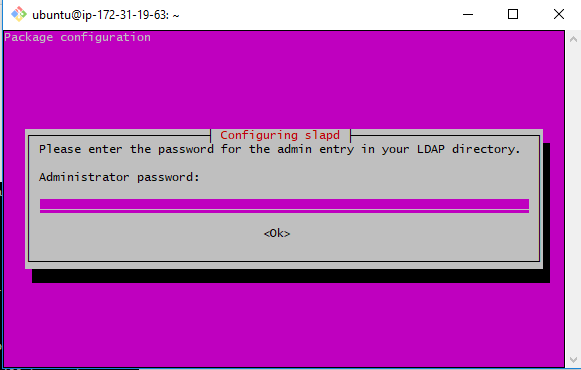 ubuntu@ip-172-31-19-63: ~
Package configuration
Configuring slapd
Please enter the password for the admin entry in your LDAP directory.
Administrator password:
<Ok>